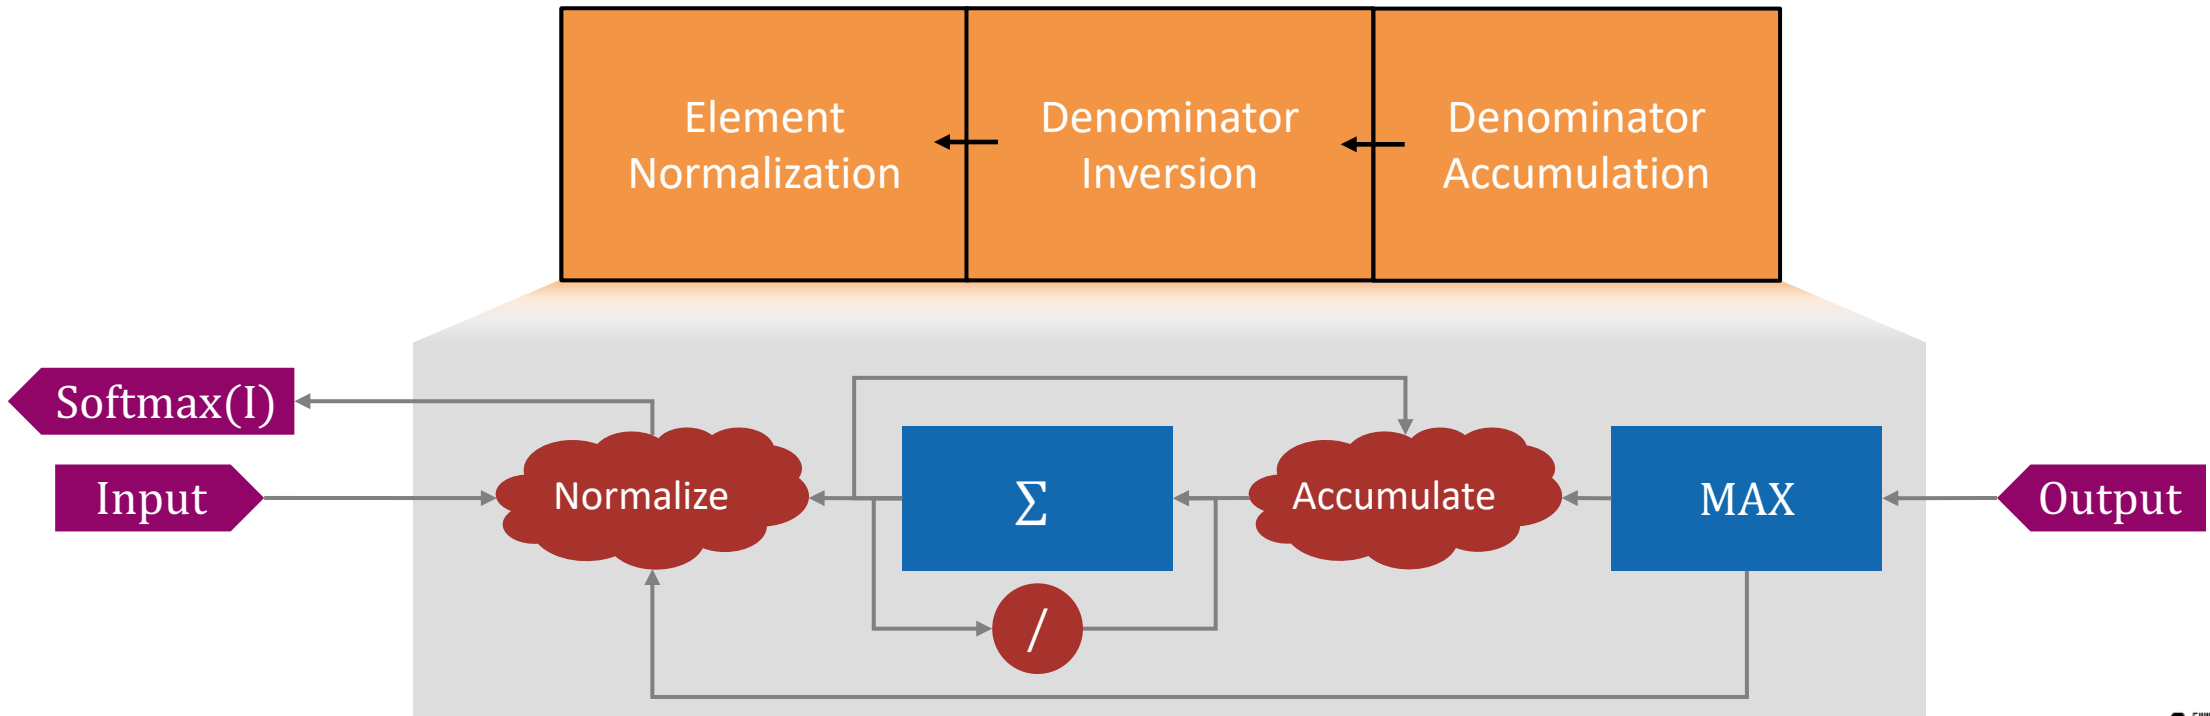 Element
Normalization
Denominator
Inversion
Denominator
Accumulation
Softmax(I)
Input
Normalize
Σ
Accumulate
MAX
Output
/